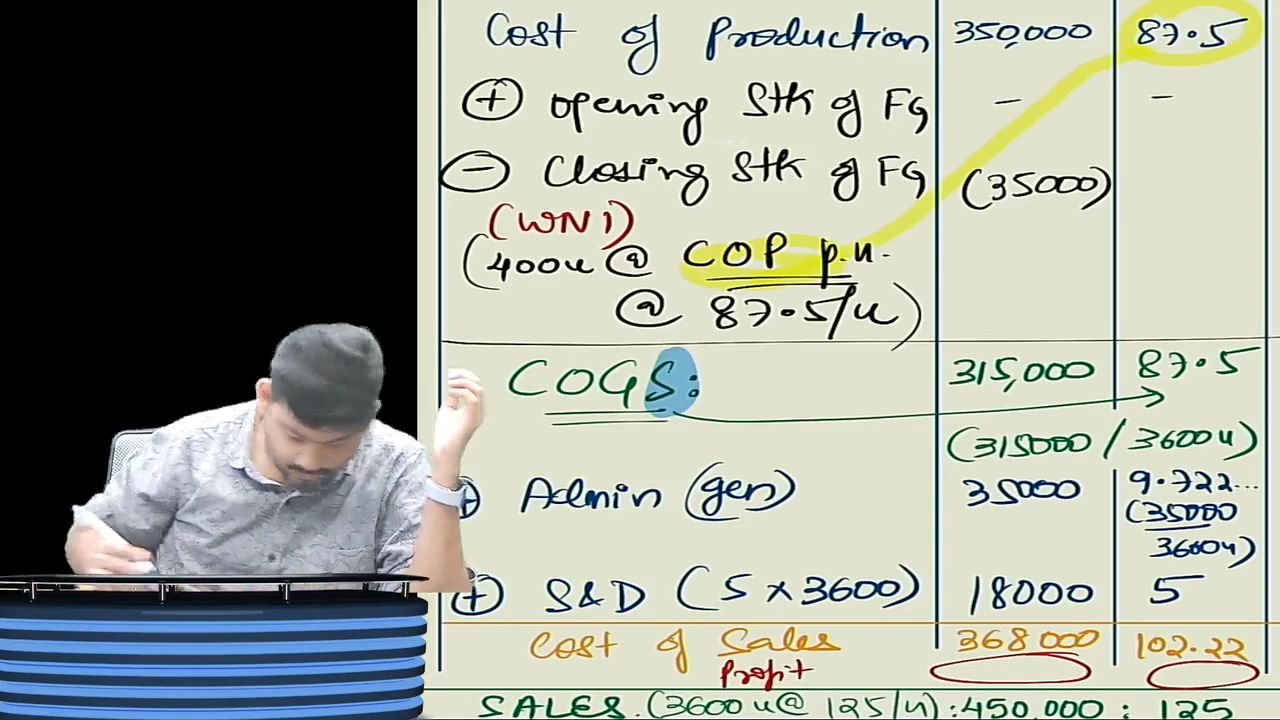 Cost of Production 350,000 87.5
(+) opening Stk of FG - -
(-) Closing Stk of FG (35000)
(WN1)
(400u @ COP p.u.
@ 87.5/u)
COGS: 315,000 87.5
(315000 / 3600u)
(+) Admin (gen) 35000 9.722...
(35000
3600u)
(+) S&D (5 x 3600) 18000 5
Cost of Sales 368000 102.22
Profit
SALES. (3600u @ 125/u) : 450,000 : 125